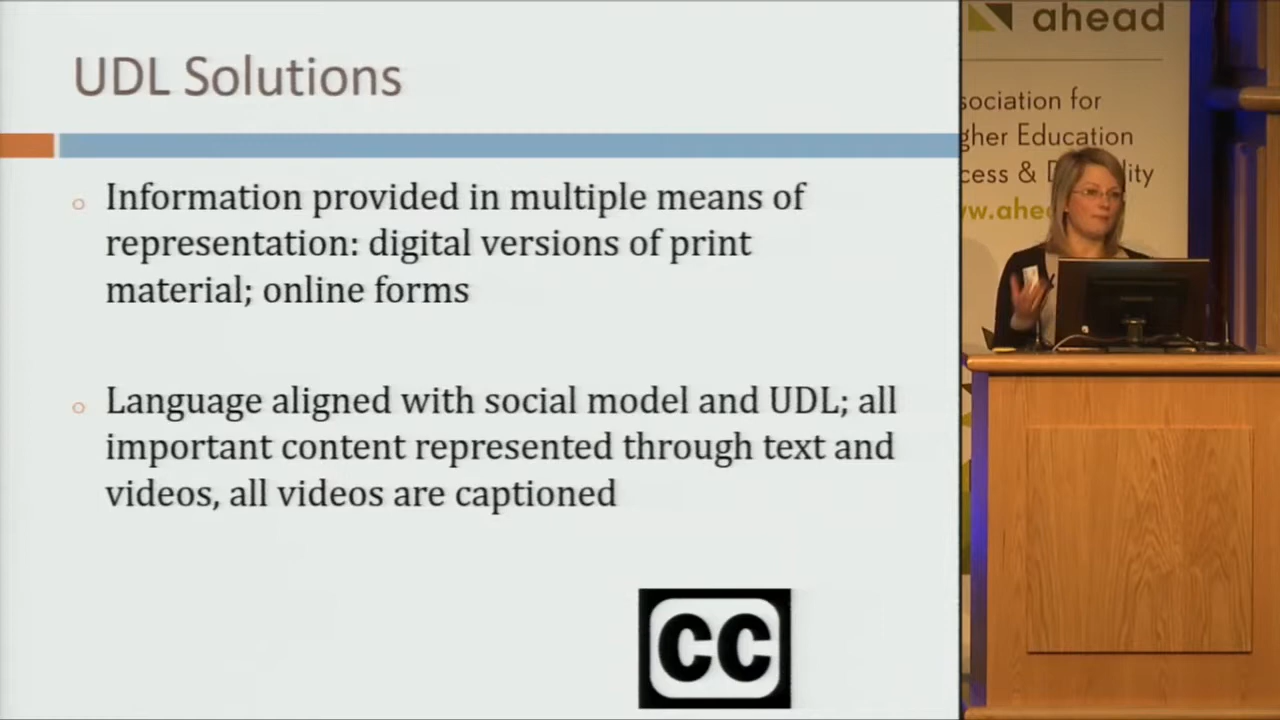 UDL Solutions
Information provided in multiple means of
representation: digital versions of print
material; online forms
Language aligned with social model and UDL; all
important content represented through text and
videos, all videos are captioned
CC
ahead
sociation for
gher Education
cess & D lity
w.ahe